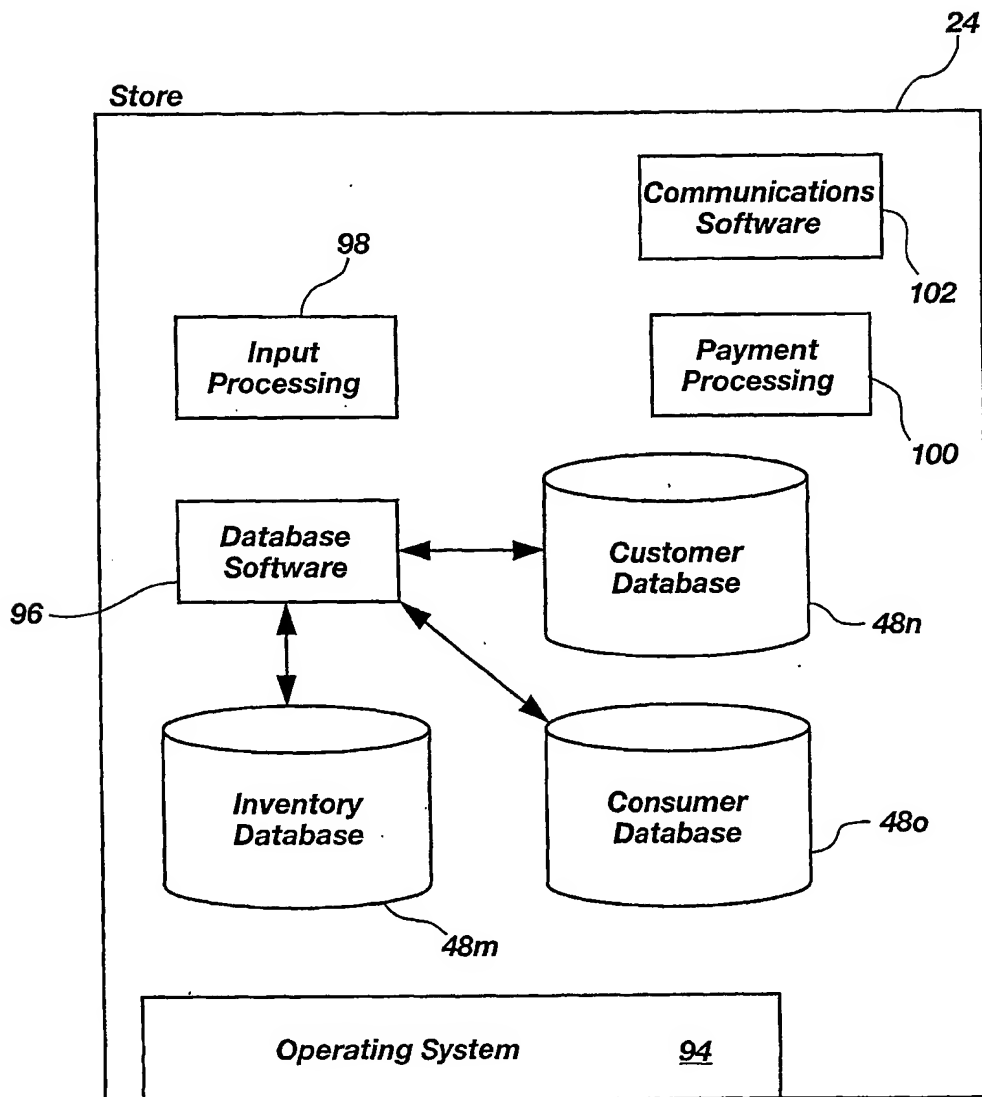 24
Store
Communications
Software
98
102
Input
Processing
Payment
Processing
100
Database
Software
Customer
Database
96
48n
Inventory
Database
Consumer
Database
48o
48m
Operating System 94